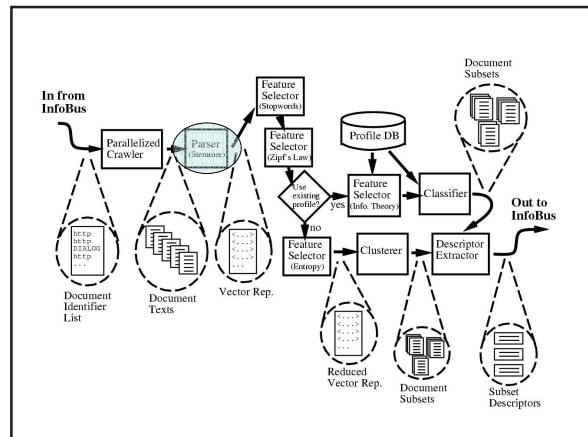 Document
Subsets
In from
InfoBus
Feature
Selector
(Stopwords)
Parallelized
Crawler
Parser
(Stemmer)
Feature
Selector
(Zipf's Law)
Profile DB
Use
existing
profile?
yes
no
Feature
Selector
(Info. Theory)
Classifier
Out to
InfoBus
Feature
Selector
(Entropy)
Clusterer
Descriptor
Extractor
http
http
DIALOG
http
...
<...>
<...>
<...>
<...>
...
Document
Identifier
List
Document
Texts
Vector Rep.
<...>
<...>
<...>
<...>
...
Reduced
Vector Rep.
Document
Subsets
Subset
Descriptors